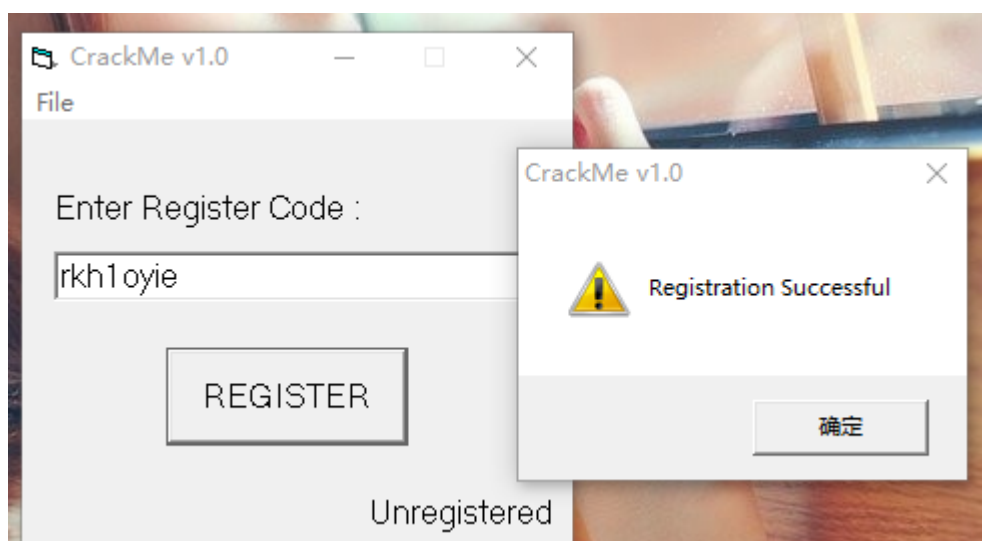 CrackMe v1.0
File
Enter Register Code :
rkh1oyie
REGISTER
Unregistered
CrackMe v1.0
Registration Successful
确定